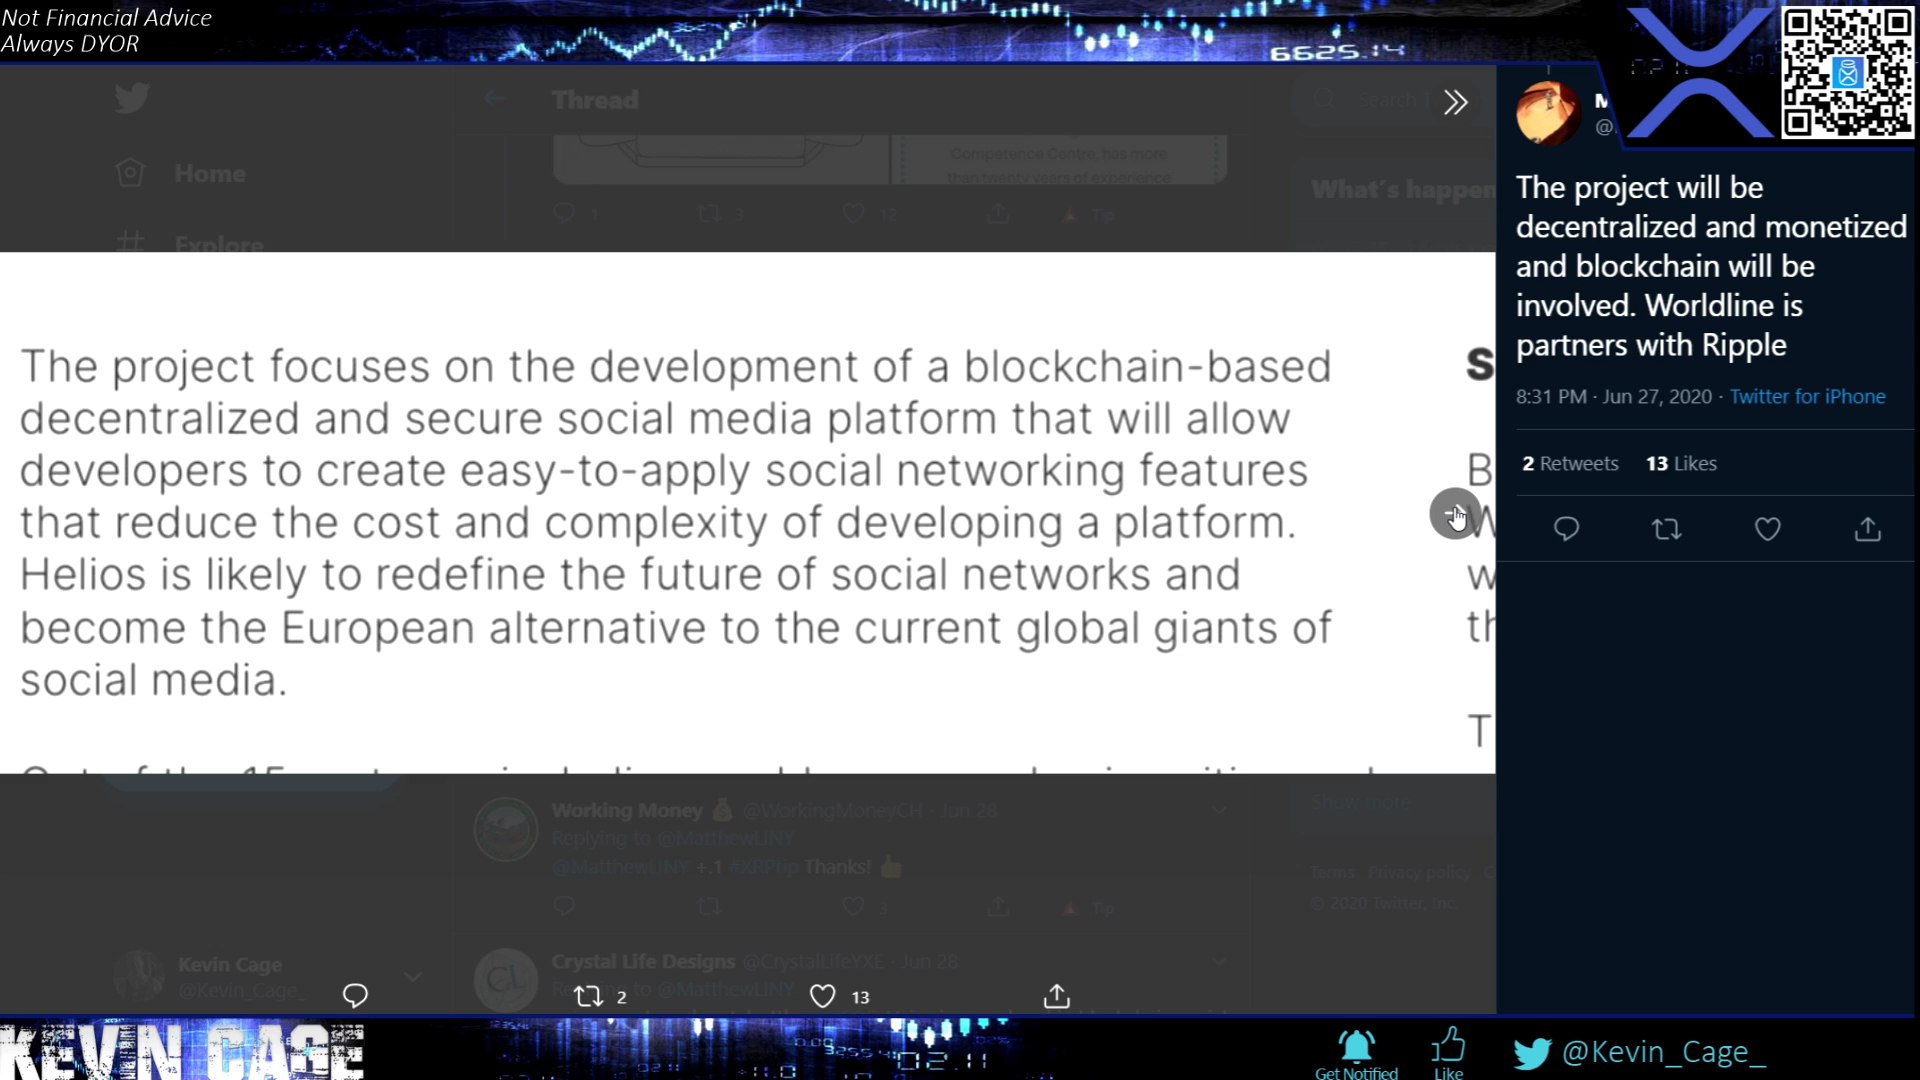 Not Financial Advice
Always DYOR
6625.14
Thread
Home
Explore
Competence Centre, has more
than twenty years of experience
1
3
12
Tip
What's happen
The project focuses on the development of a blockchain-based
decentralized and secure social media platform that will allow
developers to create easy-to-apply social networking features
that reduce the cost and complexity of developing a platform.
Helios is likely to redefine the future of social networks and
become the European alternative to the current global giants of
social media.
The project will be
decentralized and monetized
and blockchain will be
involved. Worldline is
partners with Ripple
8:31 PM · Jun 27, 2020 · Twitter for iPhone
2 Retweets 13 Likes
Working Money @WorkingMoneyCH · Jun 28
Replying to @MatthewLINY
@MatthewLINY +.1 #XRPtip Thanks!
3
Tip
Show more
Terms Privacy policy
© 2020 Twitter, Inc.
Kevin Cage
@Kevin_Cage_
CL
Crystal Life Designs @CrystalLifeYXE · Jun 28
to @MatthewLINY
2
13
KEVIN CAGE
02.11
Get Notified
Like
@Kevin_Cage_